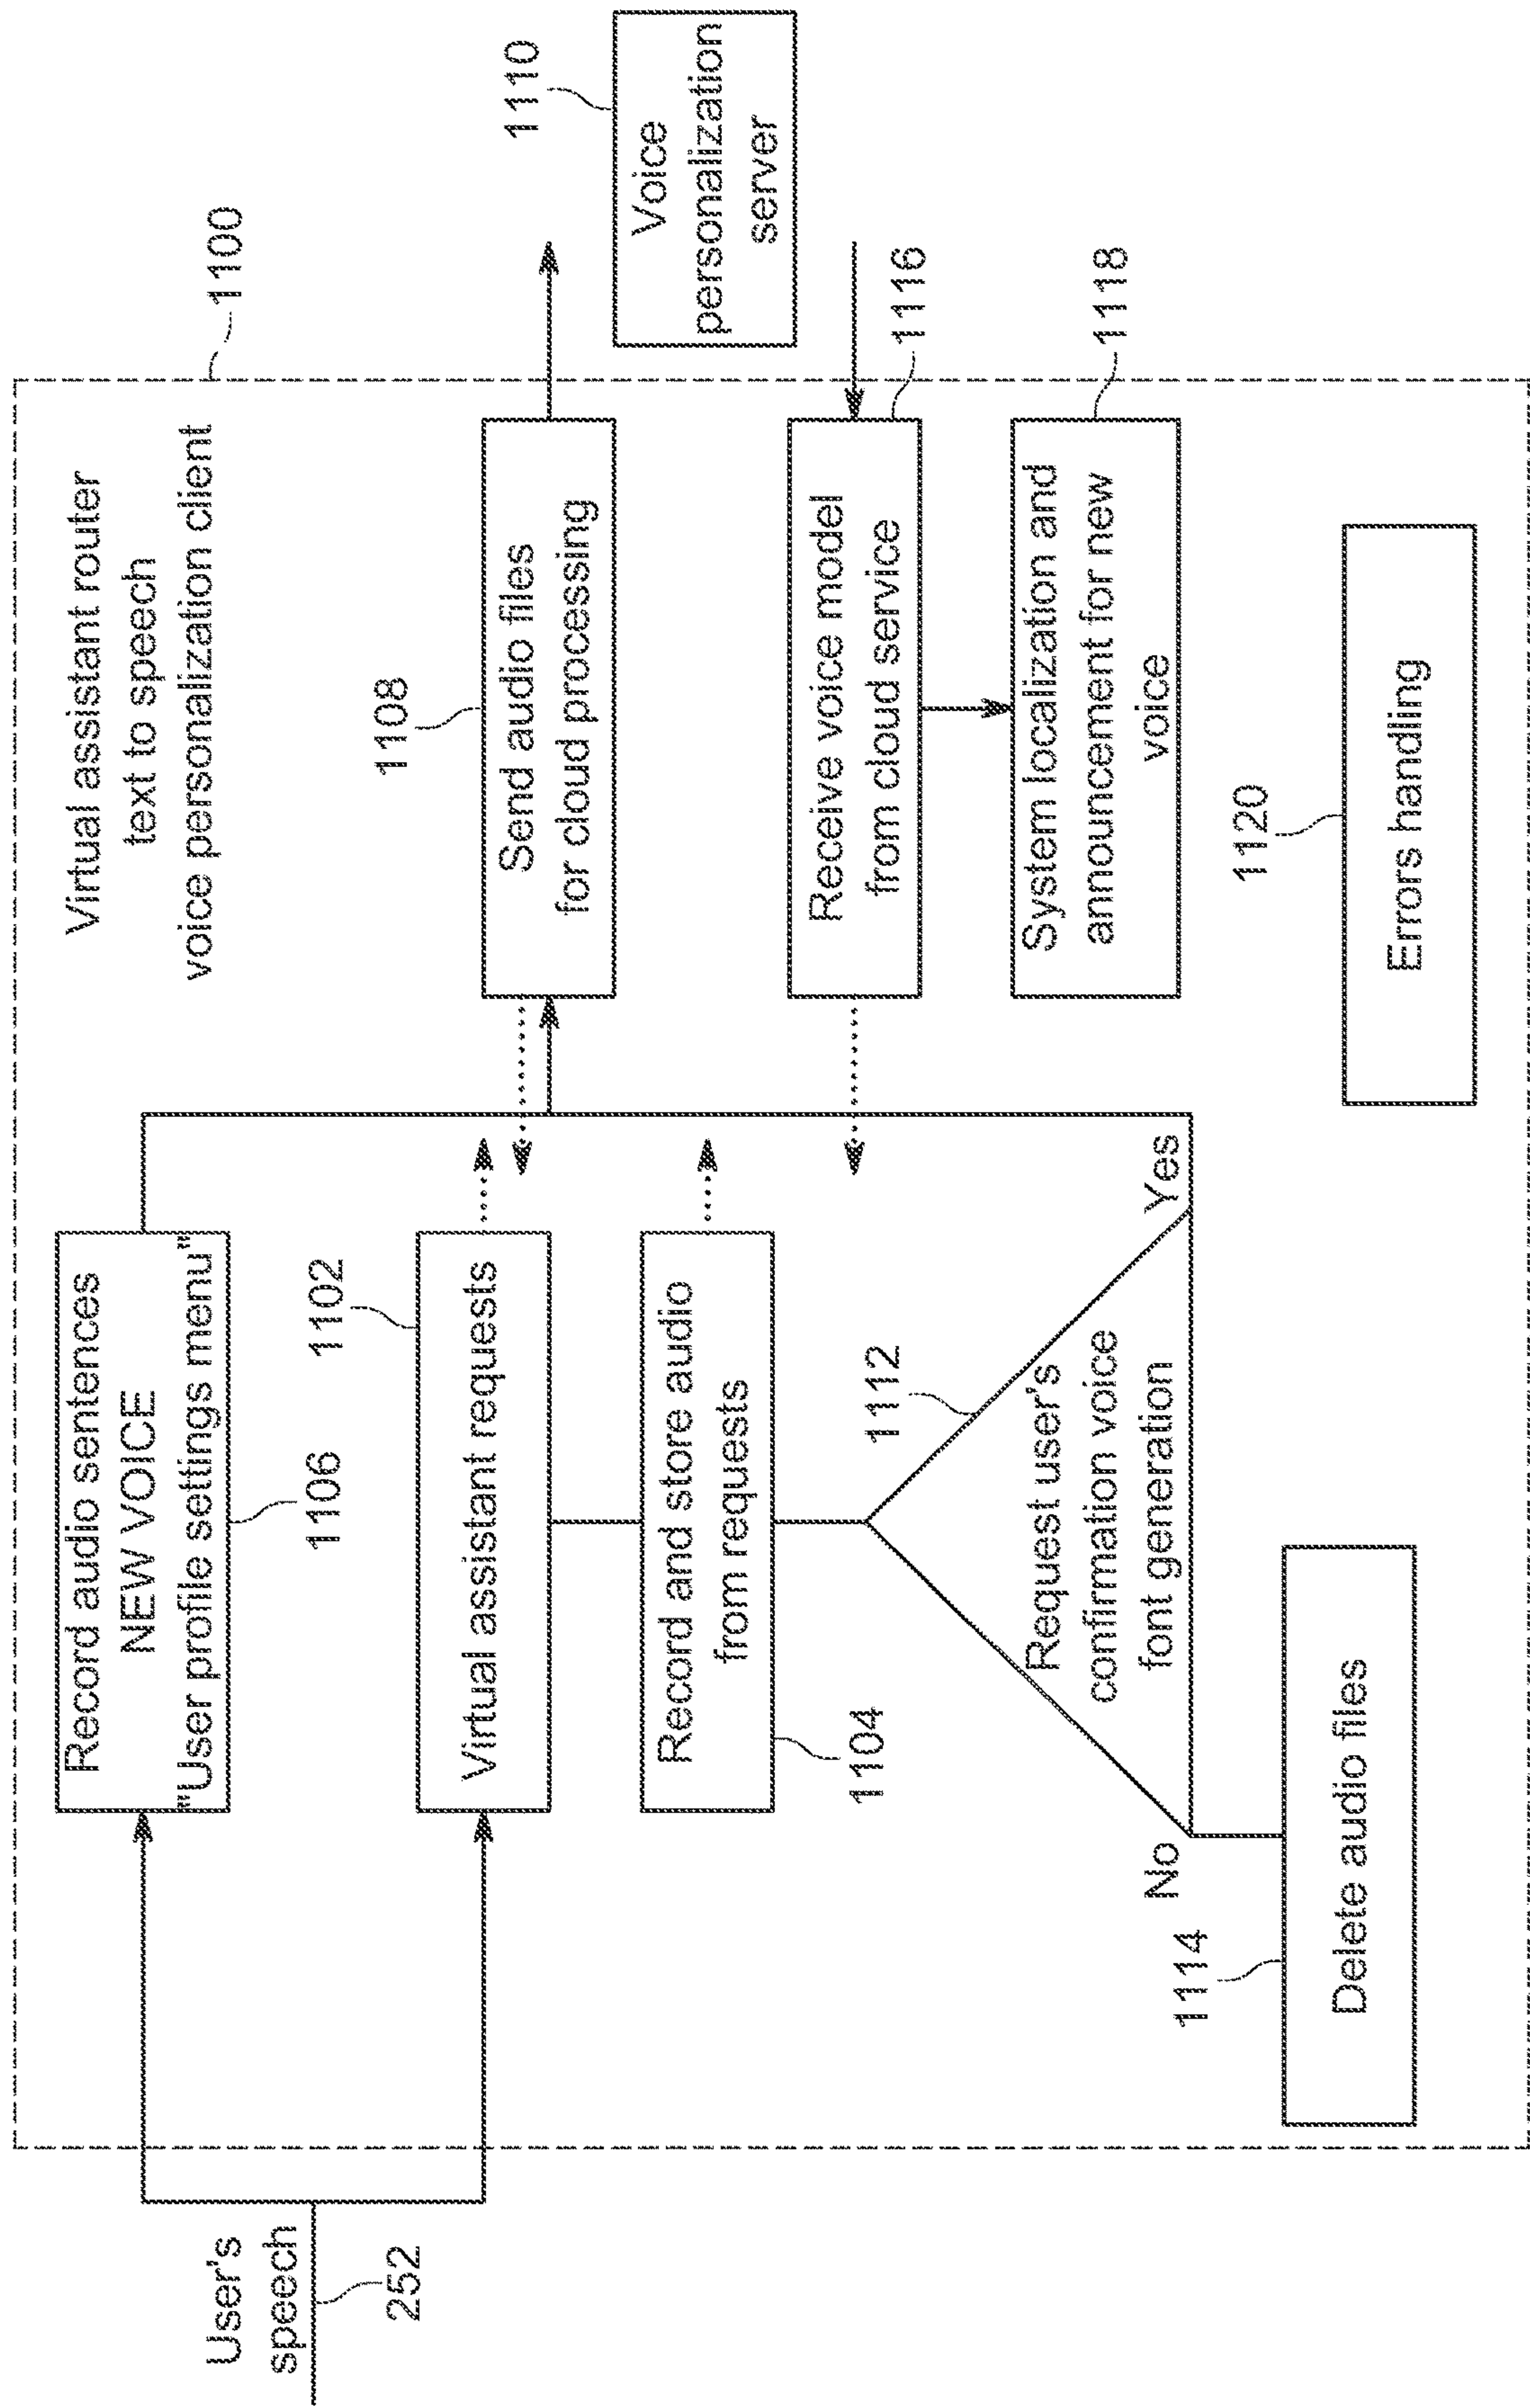 Virtual assistant router
text to speech
voice personalization client
1100
User's
speech
252
Record audio sentences
NEW VOICE
"User profile settings menu"
1106
1102
Virtual assistant requests
Record and store audio
from requests
1104
1112
Request user's
confirmation voice
font generation
Yes
No
1114
Delete audio files
1108
Send audio files
for cloud processing
1110
Voice
personalization
server
Receive voice model
from cloud service
1116
System localization and
announcement for new
voice
1118
1120
Errors handling